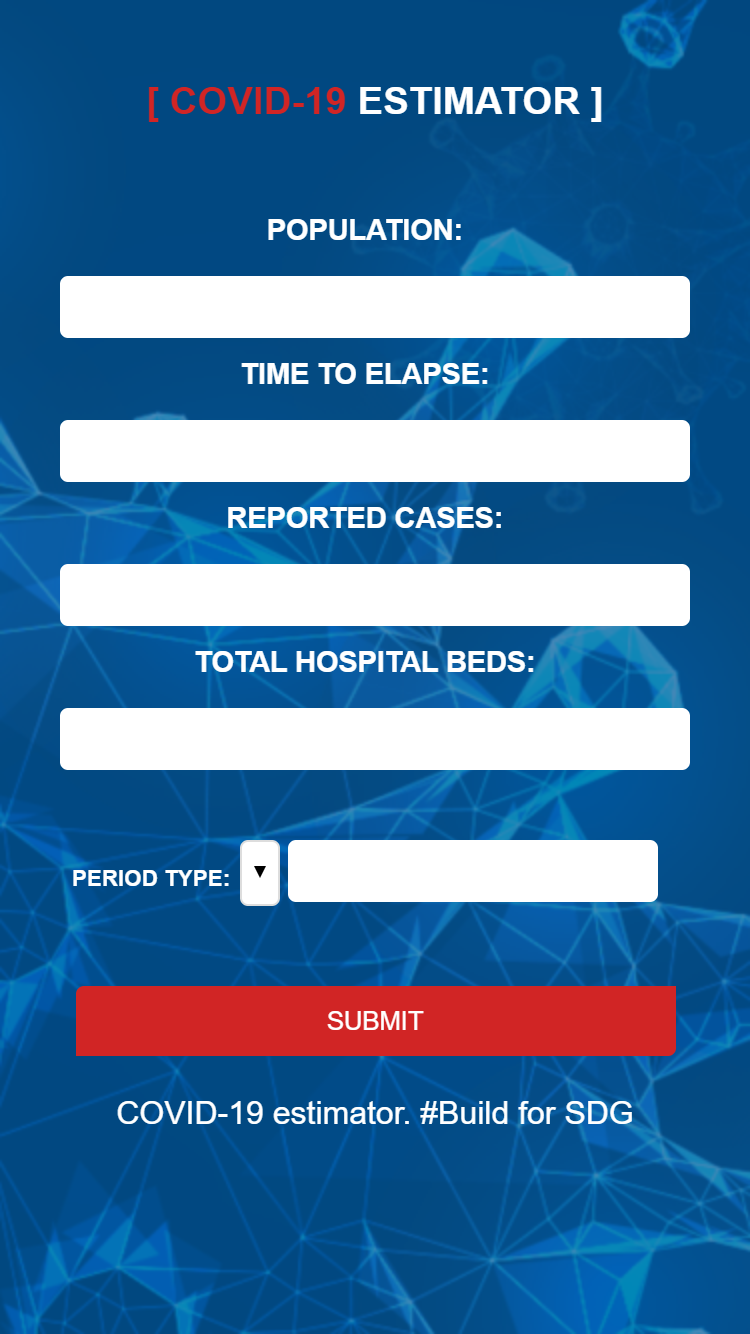 [ COVID-19 ESTIMATOR ]
POPULATION:
TIME TO ELAPSE:
REPORTED CASES:
TOTAL HOSPITAL BEDS:
PERIOD TYPE:
SUBMIT
COVID-19 estimator. #Build for SDG